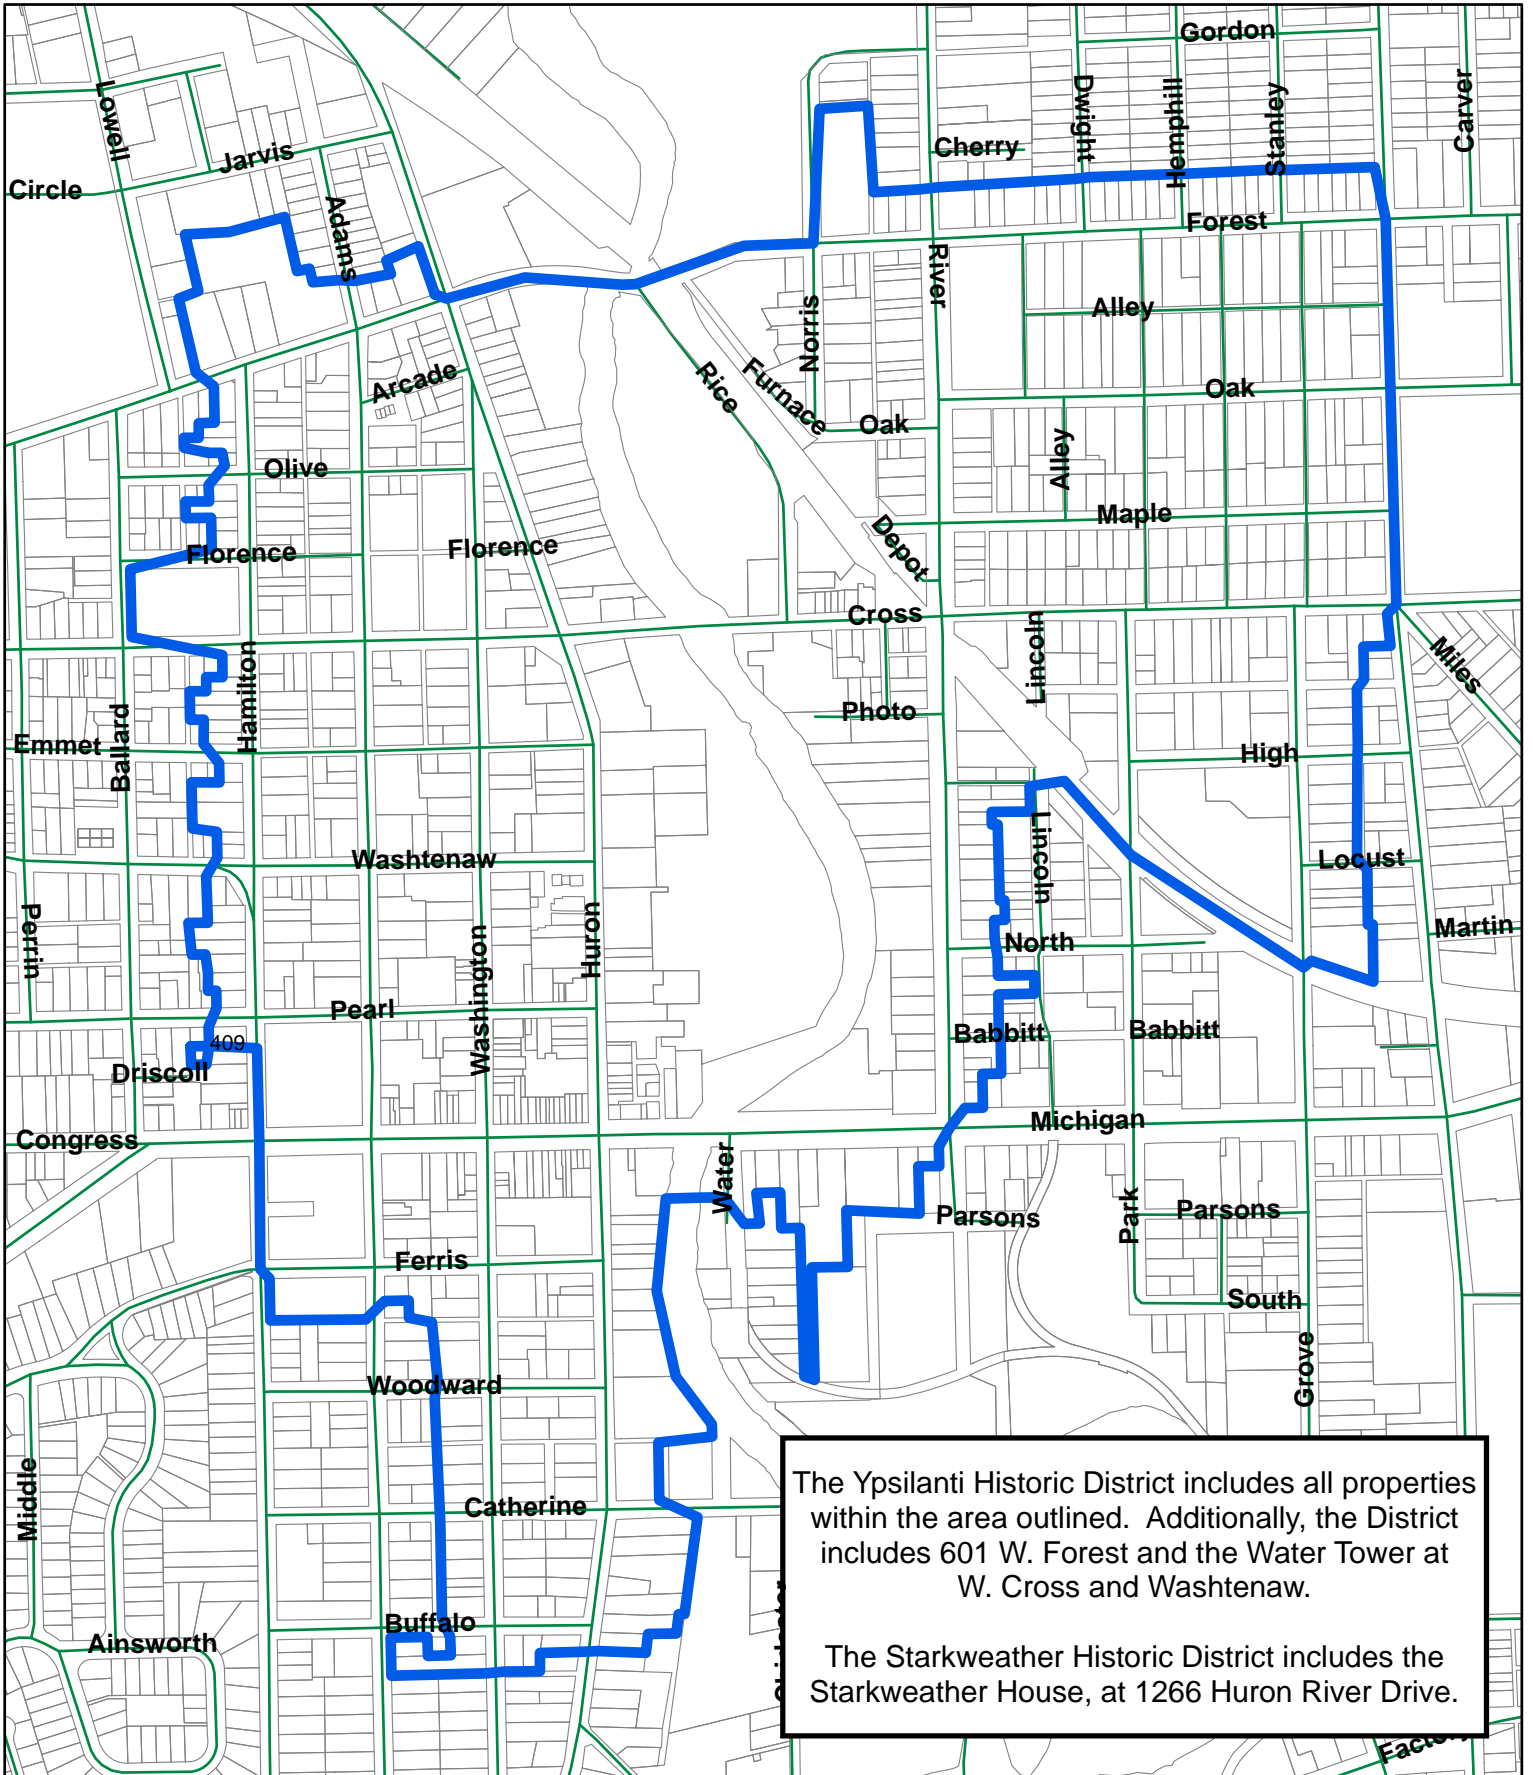 Gordon
Lowell
Dwight
Hemphill
Stanley
Carver
Jarvis
Cherry
Circle
Adams
Forest
River
Alley
Norris
Arcade
Rice
Furnace
Oak
Oak
Alley
Olive
Maple
Depot
Florence
Florence
Cross
Lincoln
Hamilton
Miles
Ballard
Photo
Emmet
High
Washtenaw
Lincoln
Locust
Perrin
Washington
Huron
North
Martin
Pearl
409
Babbitt
Babbitt
Driscoll
Congress
Michigan
Water
Park
Parsons
Parsons
Ferris
South
Grove
Woodward
Middle
Catherine
Buffalo
Ainsworth
The Ypsilanti Historic District includes all properties
within the area outlined. Additionally, the District
includes 601 W. Forest and the Water Tower at
W. Cross and Washtenaw.
The Starkweather Historic District includes the
Starkweather House, at 1266 Huron River Drive.
Factory